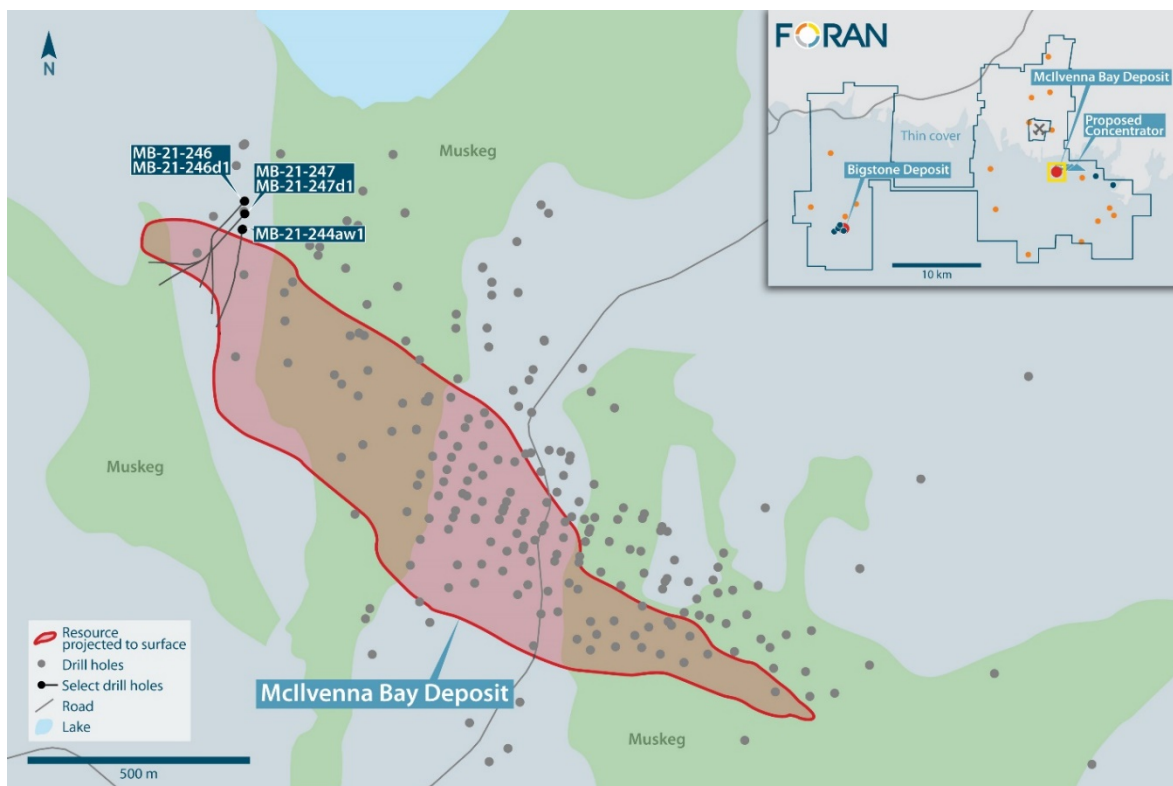 N
MB-21-246
MB-21-246d1
MB-21-247
MB-21-247d1
MB-21-244aw1
Muskeg
Muskeg
McIlvenna Bay Deposit
Muskeg
Resource
projected to surface
Drill holes
Select drill holes
Road
Lake
500 m
FORAN
McIlvenna Bay Deposit
Proposed
Concentrator
Thin cover
Bigstone Deposit
10 km